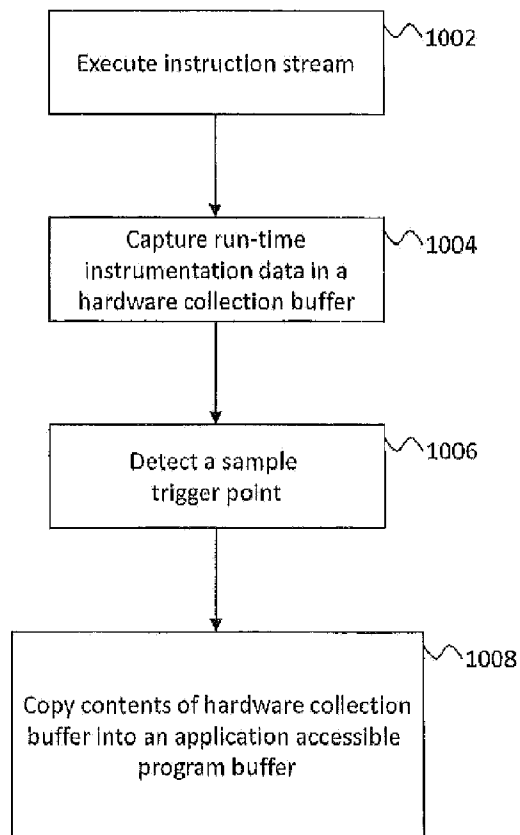 Execute instruction stream
1002
Capture run-time
instrumentation data in a
hardware collection buffer
1004
Detect a sample
trigger point
1006
Copy contents of hardware collection
buffer into an application accessible
program buffer
1008